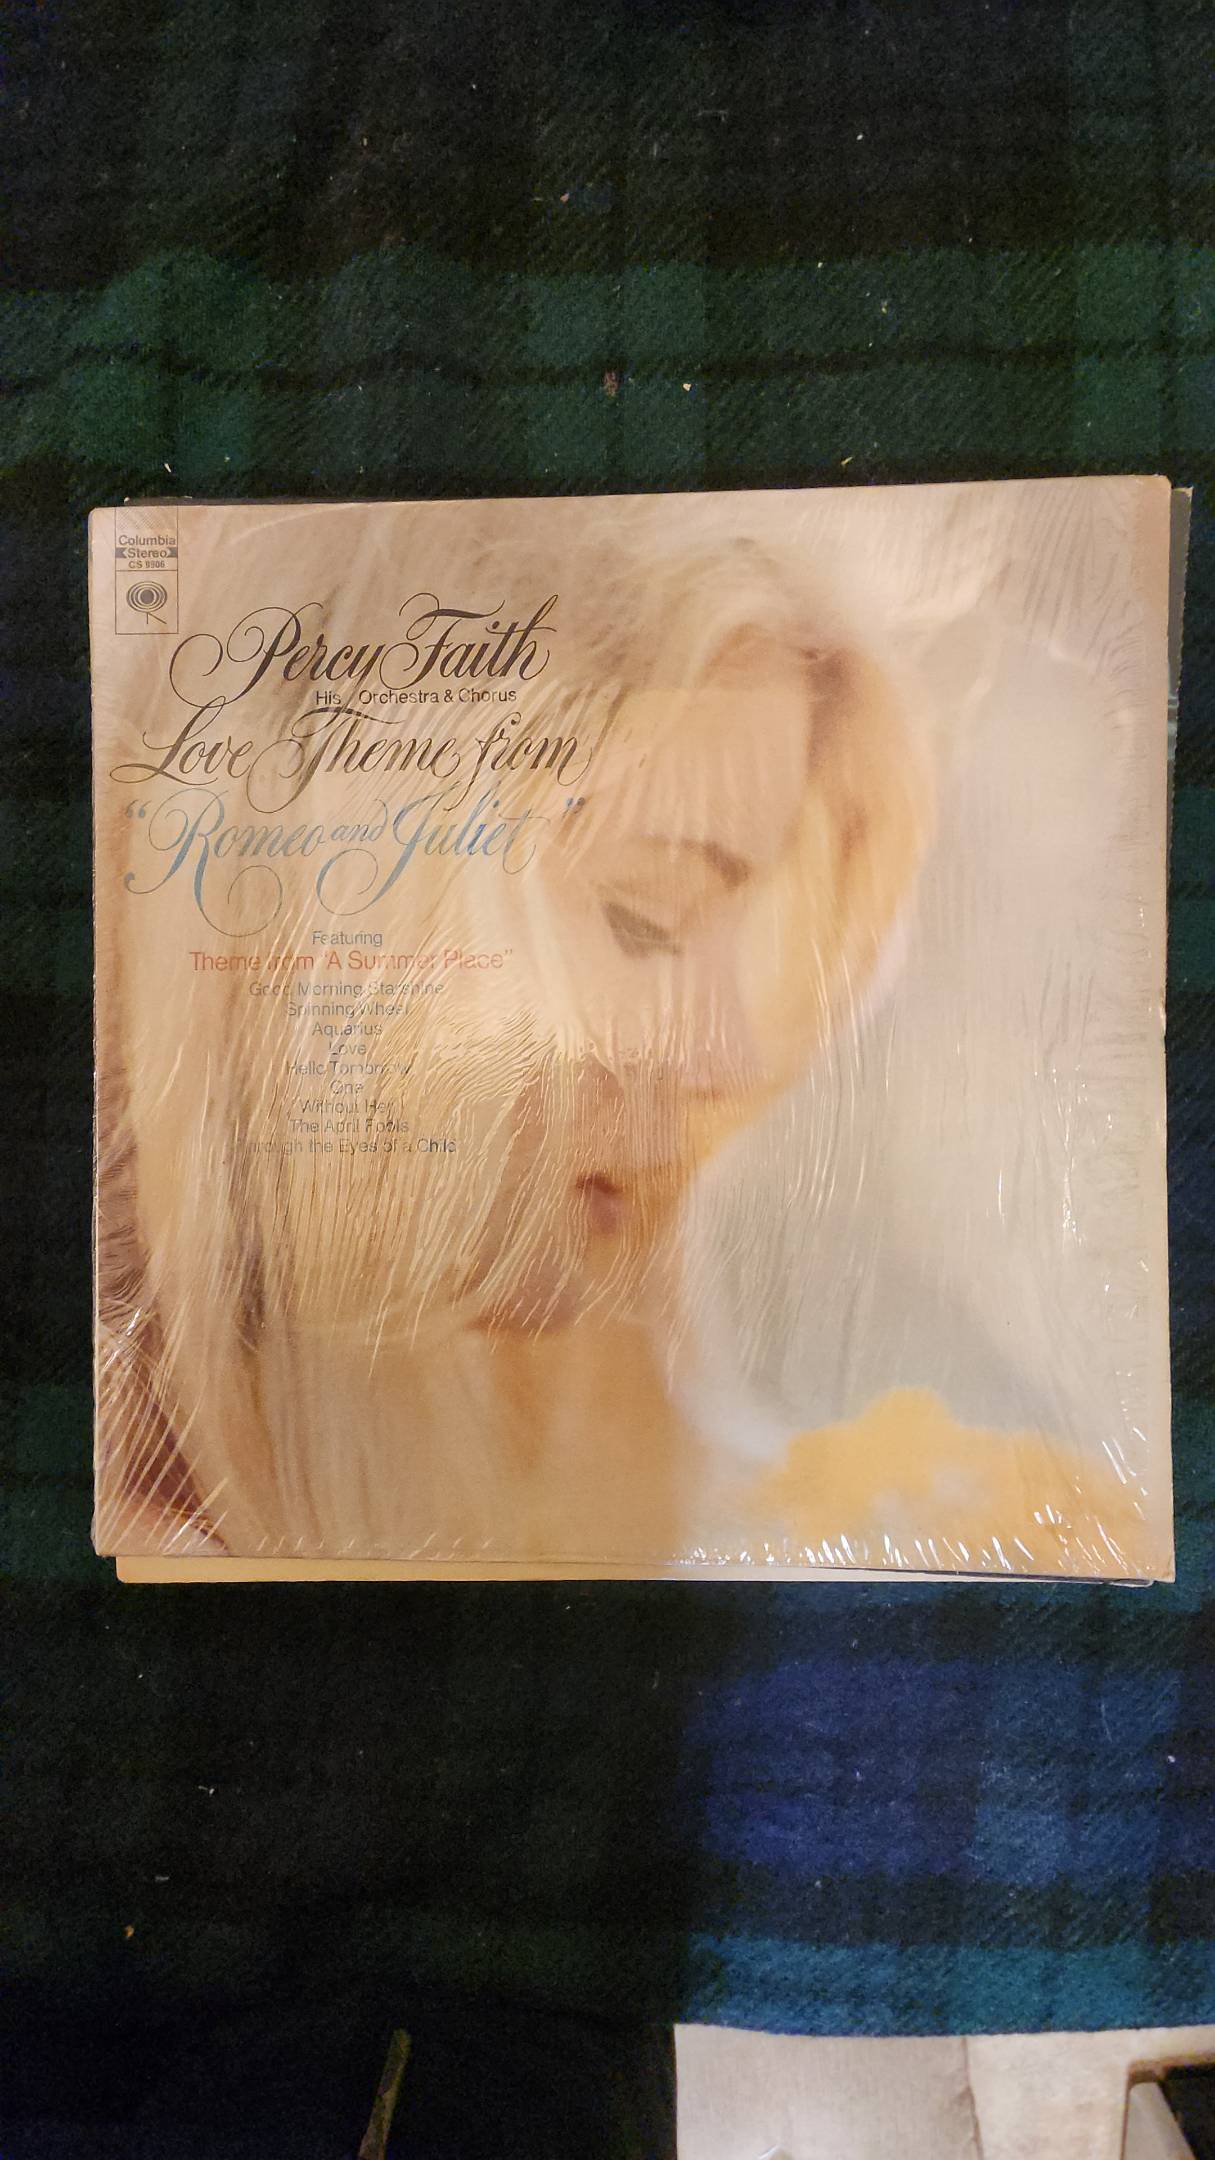 Columbia
Stereo
CS 9906
Percy Faith
His Orchestra & Chorus
Love Theme from
"Romeo and Juliet"
Featuring
Theme from "A Summer Place"
Good Morning Starshine
Spinning Wheel
Aquarius
Love
Hello Tomorrow
One
Without Her
The April Fools
Through the Eyes of a Child